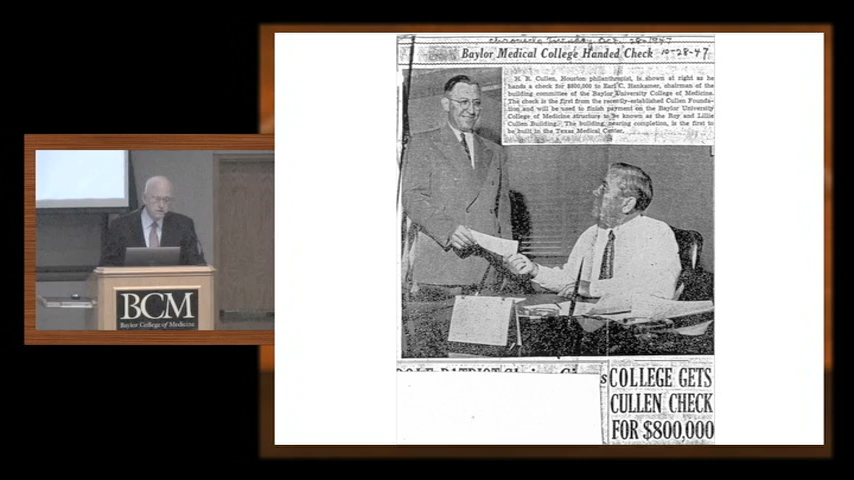 Chronicle Tuesday, Oct. 28-1947
Baylor Medical College Handed Check 10-28-47
H. R. Cullen, Houston philanthropist, is shown at right as he
hands a check for $800,000 to Earl C. Hankamer, chairman of the
building committee of the Baylor University College of Medicine.
The check is the first from the recently-established Cullen Founda-
tion and will be used to finish payment on the Baylor University
College of Medicine structure to be known as the Roy and Lillie
Cullen Building. The building, nearing completion, is the first to
be built in the Texas Medical Center.
COLLEGE GETS
CULLEN CHECK
FOR $800,000
BCM
Baylor College of Medicine